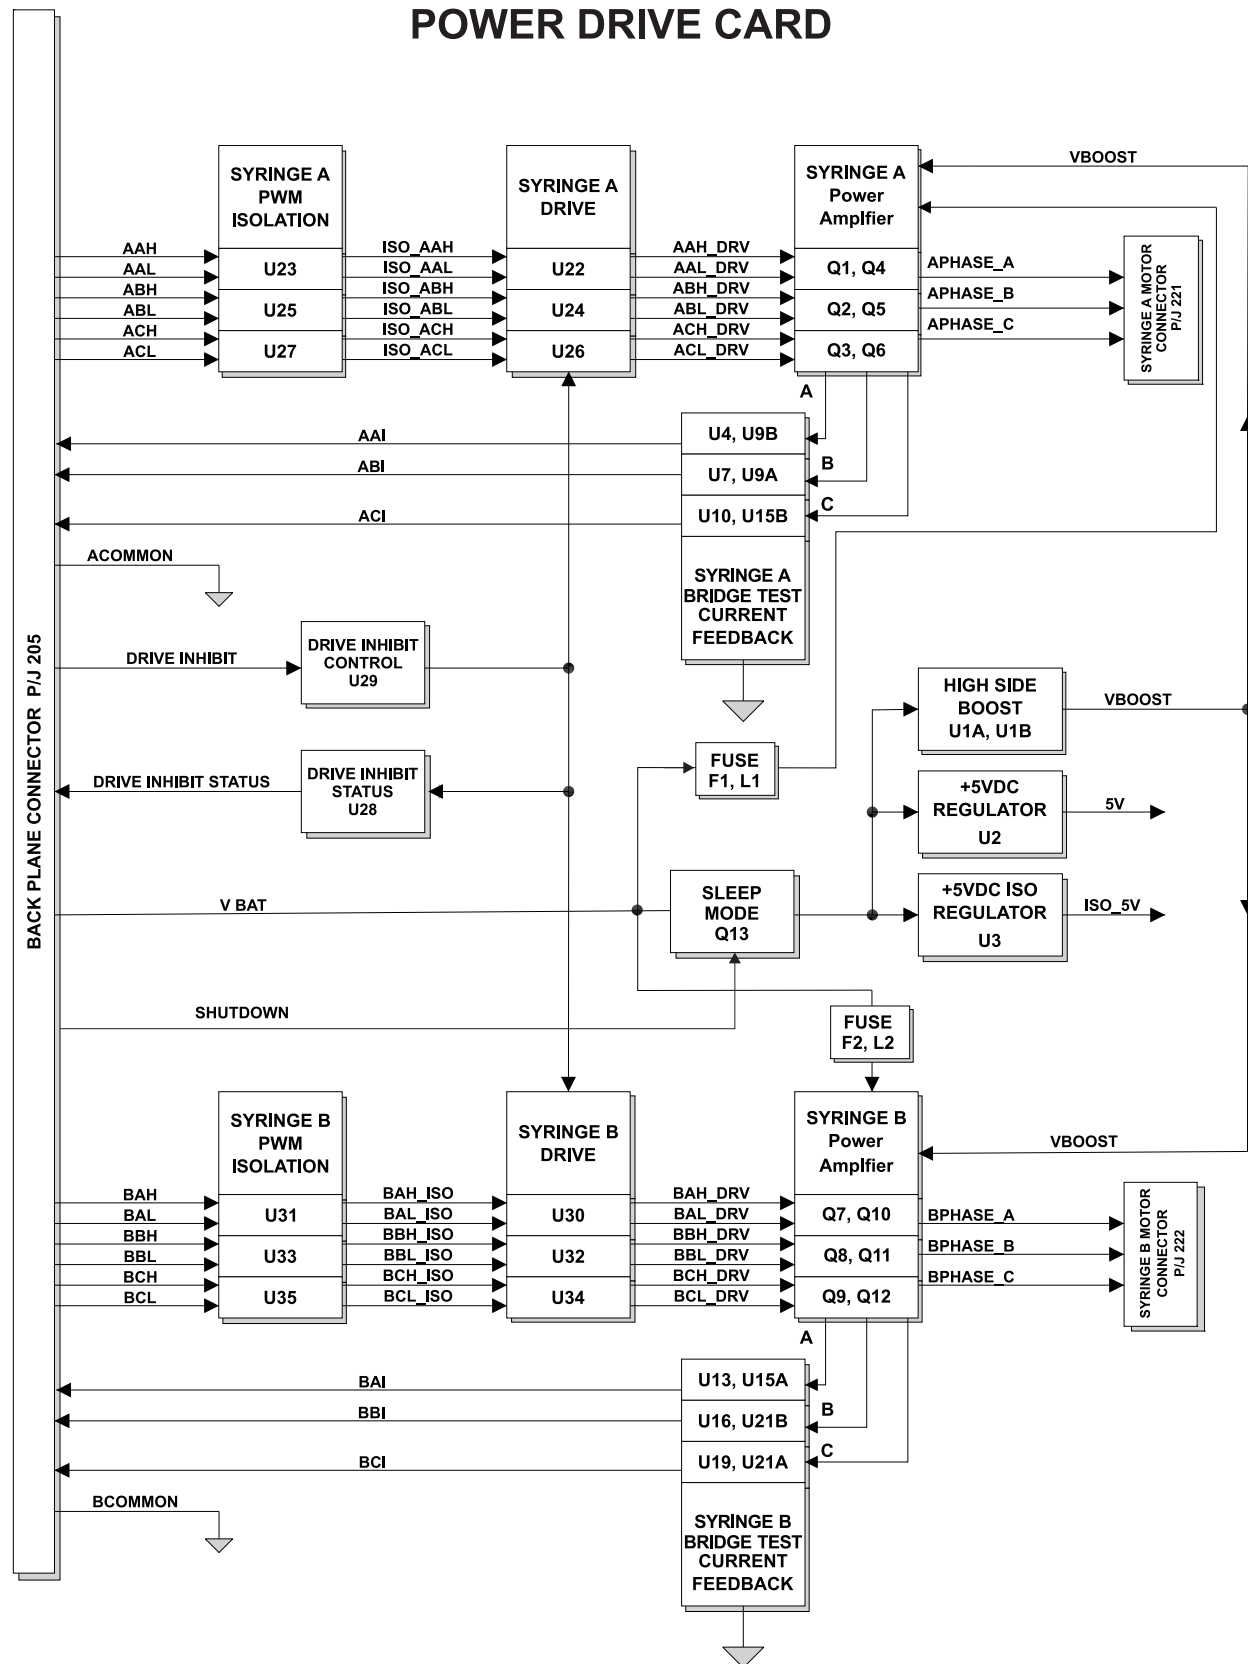 POWER DRIVE CARD
BACK PLANE CONNECTOR P/J 205
SYRINGE A
PWM
ISOLATION
U23
U25
U27
SYRINGE A
DRIVE
U22
U24
U26
SYRINGE A
Power
Amplfier
Q1, Q4
Q2, Q5
Q3, Q6
VBOOST
AAH
AAL
ABH
ABL
ACH
ACL
ISO_AAH
ISO_AAL
ISO_ABH
ISO_ABL
ISO_ACH
ISO_ACL
AAH_DRV
AAL_DRV
ABH_DRV
ABL_DRV
ACH_DRV
ACL_DRV
APHASE_A
APHASE_B
APHASE_C
SYRINGE A MOTOR
CONNECTOR
P/J 221
A
B
C
AAI
ABI
ACI
U4, U9B
U7, U9A
U10, U15B
SYRINGE A
BRIDGE TEST
CURRENT
FEEDBACK
ACOMMON
DRIVE INHIBIT
DRIVE INHIBIT
CONTROL
U29
DRIVE INHIBIT STATUS
DRIVE INHIBIT
STATUS
U28
FUSE
F1, L1
HIGH SIDE
BOOST
U1A, U1B
VBOOST
+5VDC
REGULATOR
U2
5V
V BAT
SLEEP
MODE
Q13
+5VDC ISO
REGULATOR
U3
ISO_5V
SHUTDOWN
FUSE
F2, L2
SYRINGE B
PWM
ISOLATION
U31
U33
U35
SYRINGE B
DRIVE
U30
U32
U34
SYRINGE B
Power
Amplfier
Q7, Q10
Q8, Q11
Q9, Q12
VBOOST
BAH
BAL
BBH
BBL
BCH
BCL
BAH_ISO
BAL_ISO
BBH_ISO
BBL_ISO
BCH_ISO
BCL_ISO
BAH_DRV
BAL_DRV
BBH_DRV
BBL_DRV
BCH_DRV
BCL_DRV
BPHASE_A
BPHASE_B
BPHASE_C
SYRINGE B MOTOR
CONNECTOR
P/J 222
A
B
C
BAI
BBI
BCI
U13, U15A
U16, U21B
U19, U21A
SYRINGE B
BRIDGE TEST
CURRENT
FEEDBACK
BCOMMON